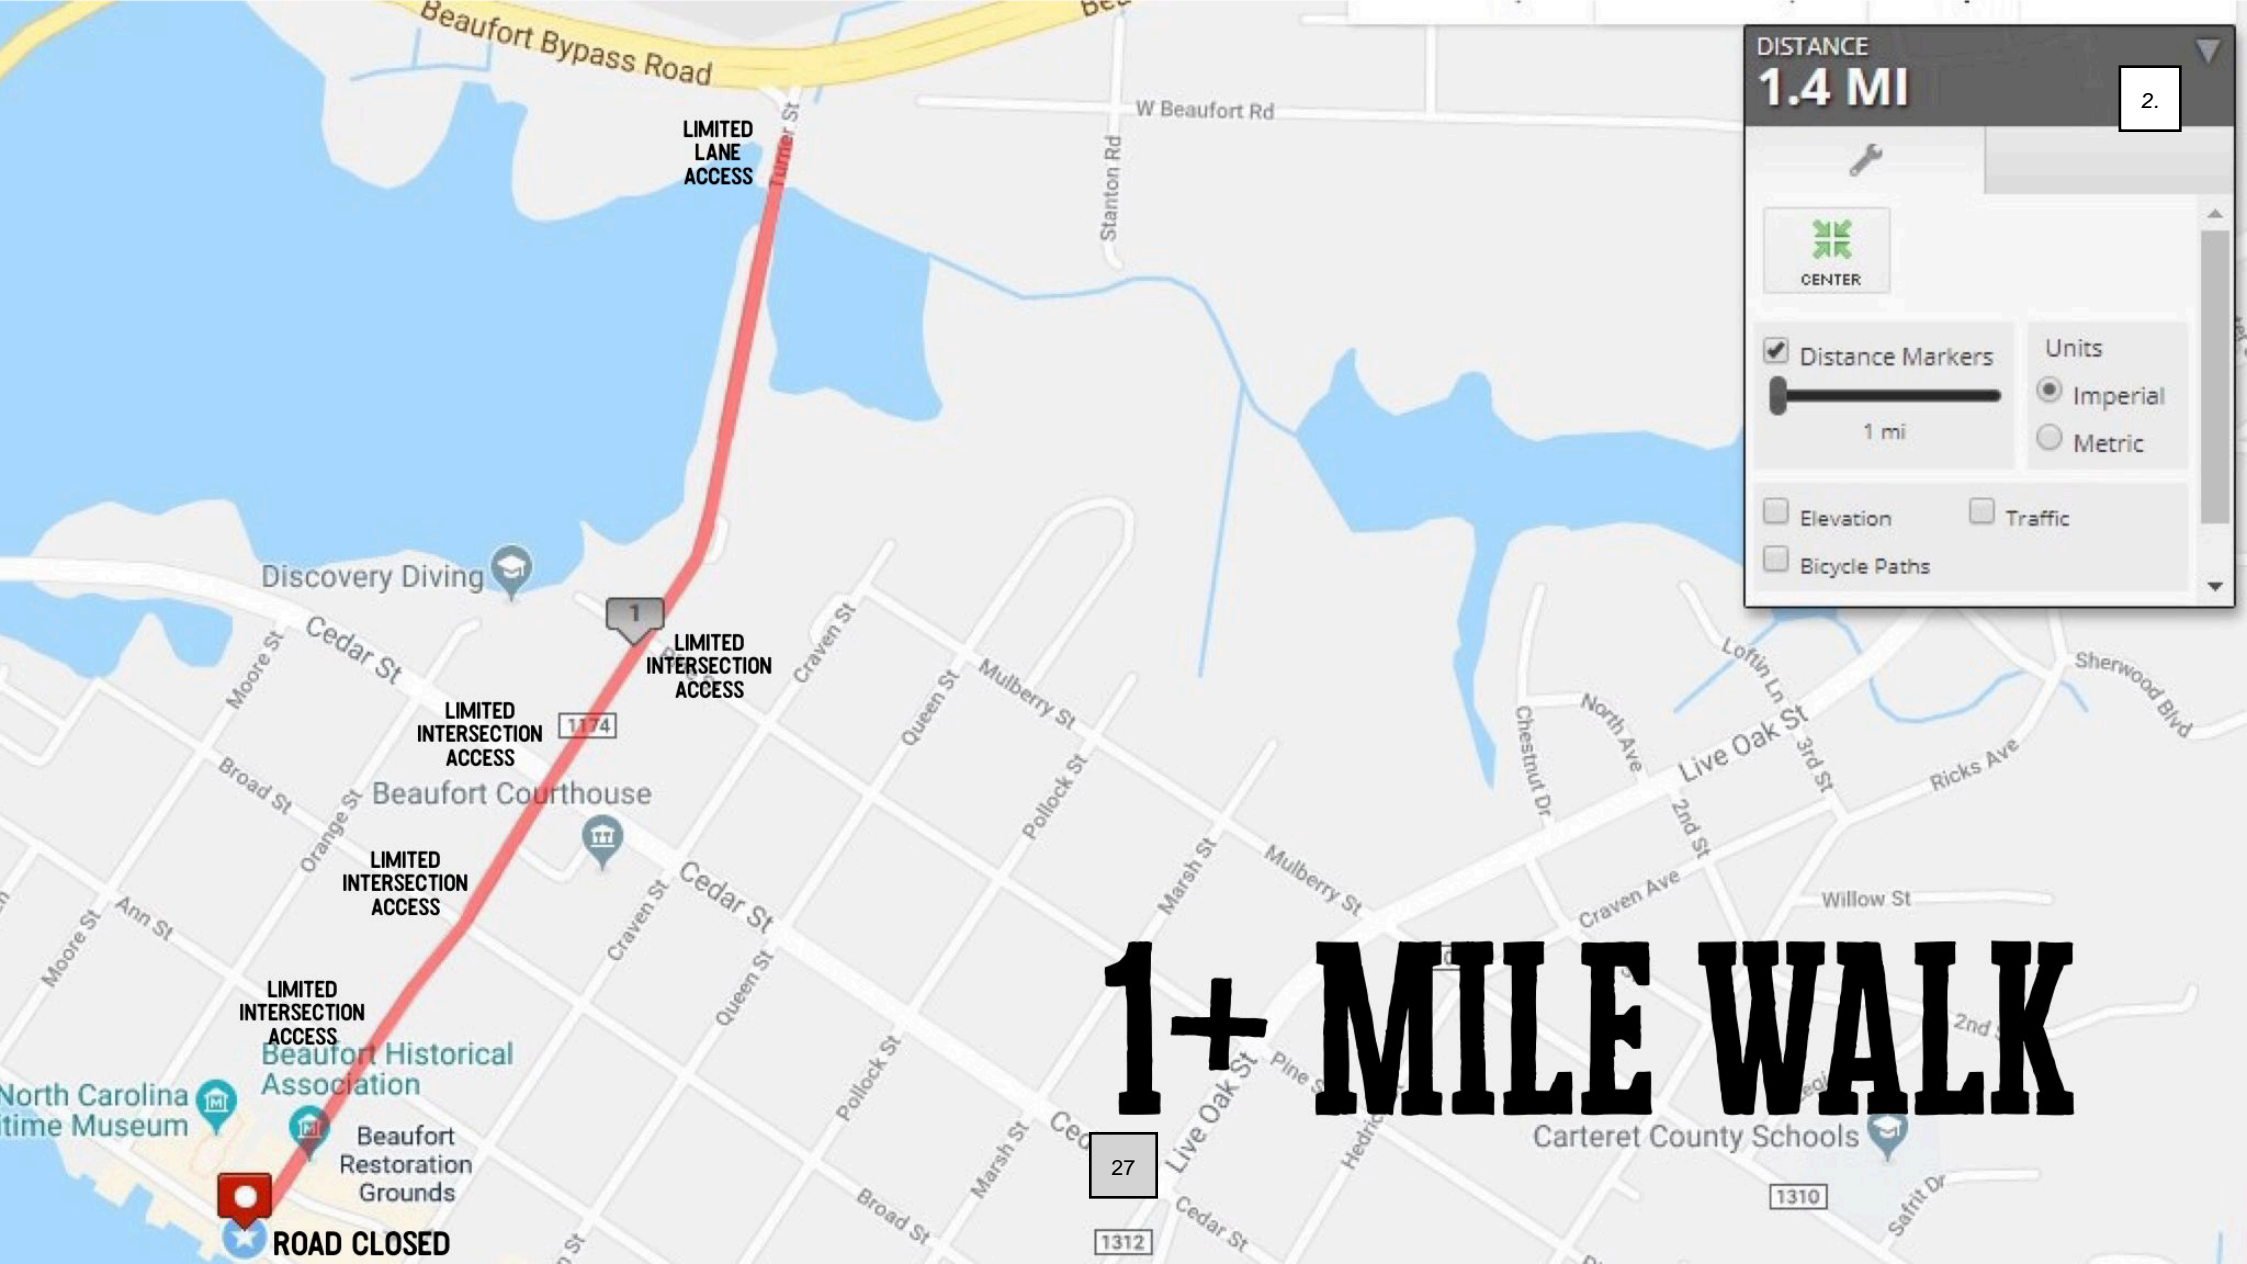 Beaufort Bypass Road
DISTANCE
1.4 MI
2.
Turner St
W Beaufort Rd
Stanton Rd
LIMITED
LANE
ACCESS
CENTER
Distance Markers
1 mi
Units
Imperial
Metric
Elevation
Traffic
Bicycle Paths
Discovery Diving
1
Cedar St
Moore St
LIMITED
INTERSECTION
ACCESS
Craven St
Queen St
Mulberry St
Loftin Ln
Sherwood Blvd
LIMITED
INTERSECTION
ACCESS
1174
North Ave
Chestnut Dr
Live Oak St
3rd St
Ricks Ave
Broad St
Orange St
Beaufort Courthouse
Pollock St
2nd St
LIMITED
INTERSECTION
ACCESS
Marsh St
Mulberry St
Craven Ave
Willow St
Cedar St
Craven St
Ann St
Moore St
Queen St
LIMITED
INTERSECTION
ACCESS
1+ MILE WALK
2nd
Beaufort Historical
Association
Pollock St
Live Oak St
Pine S
North Carolina
time Museum
Beaufort
Restoration
Grounds
Marsh St
27
Carteret County Schools
1310
Safrit Dr
Broad St
Cedar St
1312
ROAD CLOSED